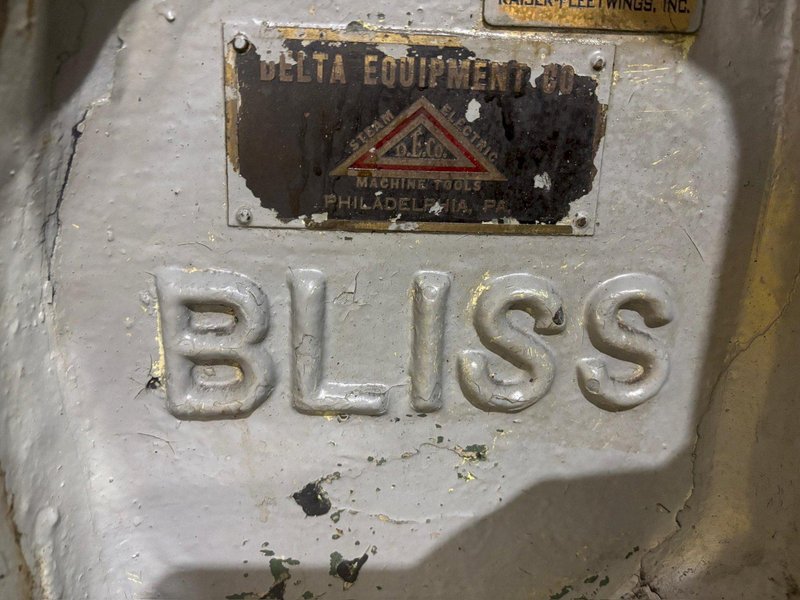 KAISER-FLEETWINGS, INC.
DELTA EQUIPMENT CO
STEAM ELECTRIC
D.E.CO.
MACHINE TOOLS
PHILADELPHIA, PA.
BLISS